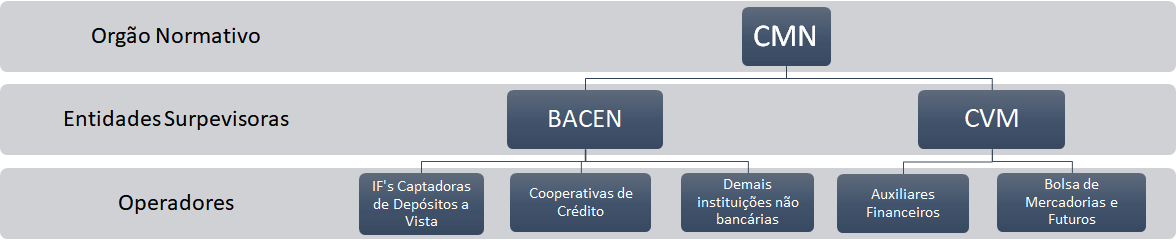 Orgão Normativo
CMN
Entidades Surpevisoras
BACEN
CVM
Operadores
IF's Captadoras
de Depósitos a
Vista
Cooperativas de
Crédito
Demais
instituições não
bancárias
Auxiliares
Financeiros
Bolsa de
Mercadorias e
Futuros